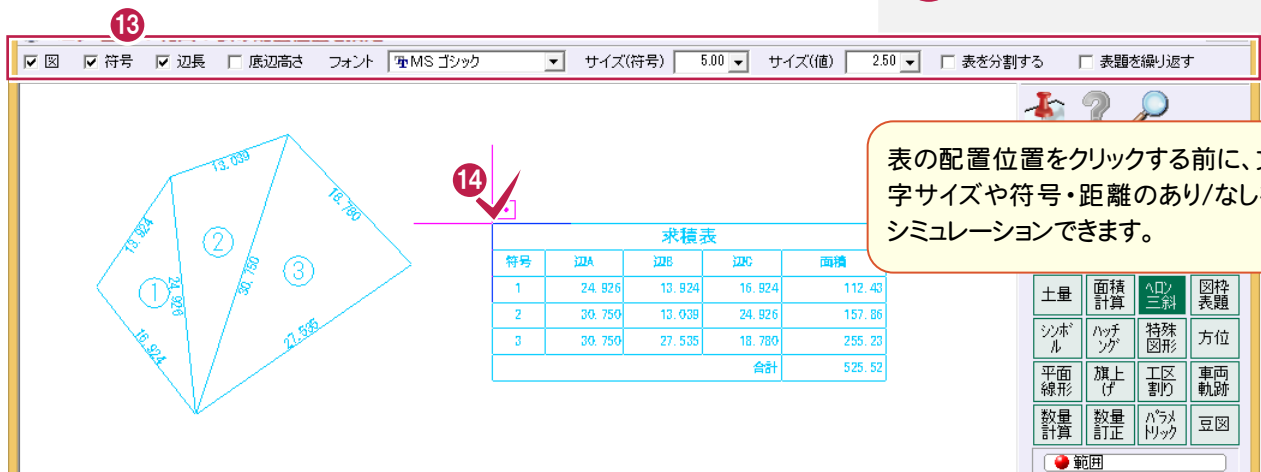 13
図 符号 辺長 底辺高さ フォント MS ゴシック サイズ(符号) 5.00 サイズ(値) 2.50 表を分割する 表題を繰り返す
表の配置位置をクリックする前に、
字サイズや符号・距離のあり/なし
シミュレーションできます。
14
13.039
18.780
13.924
②
30.750
③
①
24.926
16.924
27.535
求積表
符号 辺A 辺B 辺C 面積
1 24.926 13.924 16.924 112.43
2 30.750 13.039 24.926 157.86
3 30.750 27.535 18.780 255.23
合計 525.52
土量 面積計算 ヘロン三斜 図枠表題
シンボル ハッチング 特殊図形 方位
平面線形 旗上げ 工区割り 車両軌跡
数量計算 数量訂正 パラメトリック 豆図
範囲